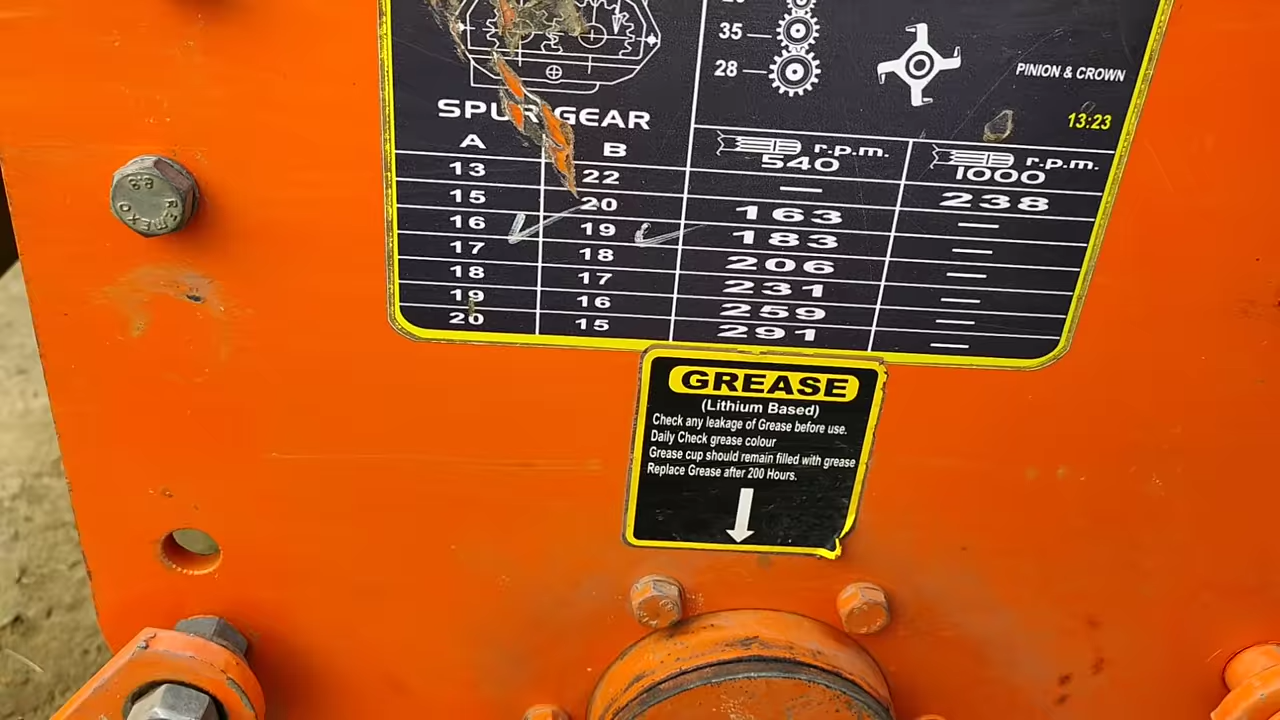 35
28
PINION & CROWN
13:23
SPUR GEAR
A B r.p.m. 540 r.p.m. 1000
13 22 — 238
15 20 163 —
16 19 183 —
17 18 206 —
18 17 231 —
19 16 259 —
20 15 291 —
GREASE
(Lithium Based)
Check any leakage of Grease before use.
Daily Check grease colour
Grease cup should remain filled with grease
Replace Grease after 200 Hours.